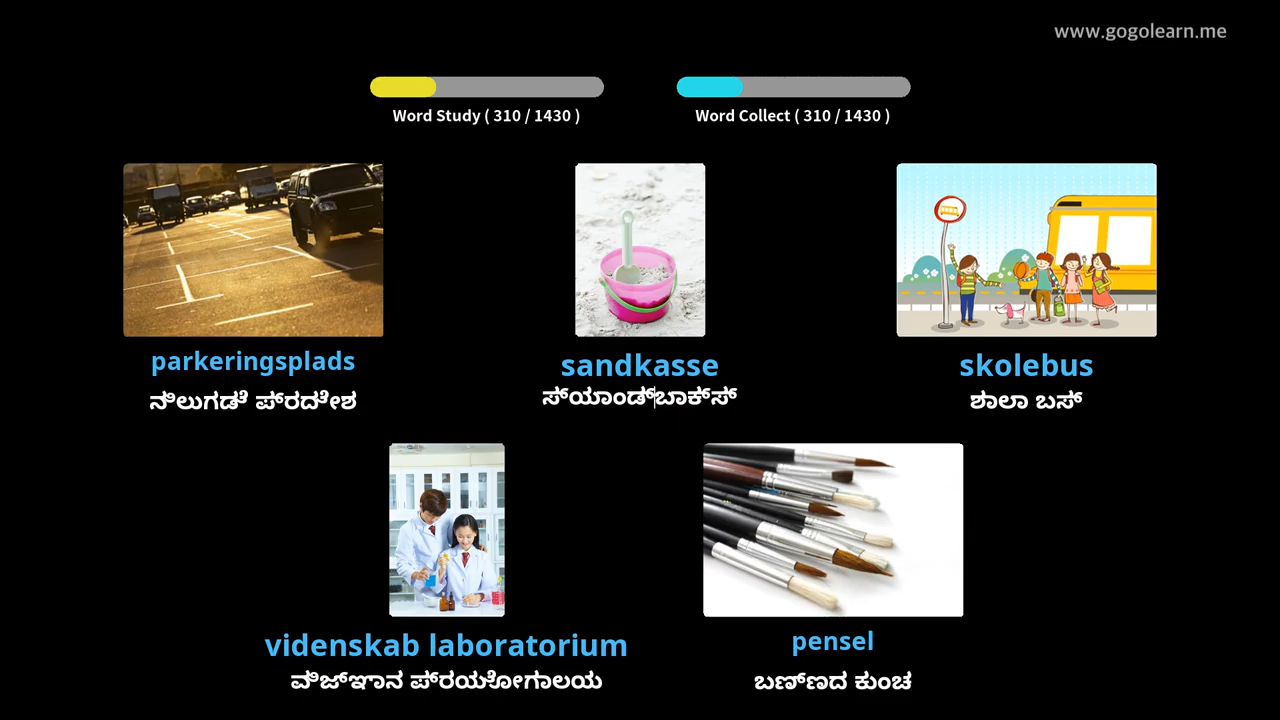 www.gogolearn.me
Word Study ( 310 / 1430 )
Word Collect ( 310 / 1430 )
parkeringsplads
ನಿಲುಗಡೆ ಪ್ರದೇಶ
sandkasse
ಸ್ಯಾಂಡ್‌ಬಾಕ್ಸ್
skolebus
ಶಾಲಾ ಬಸ್
videnskab laboratorium
ವಿಜ್ಞಾನ ಪ್ರಯೋಗಾಲಯ
pensel
ಬಣ್ಣದ ಕುಂಚ